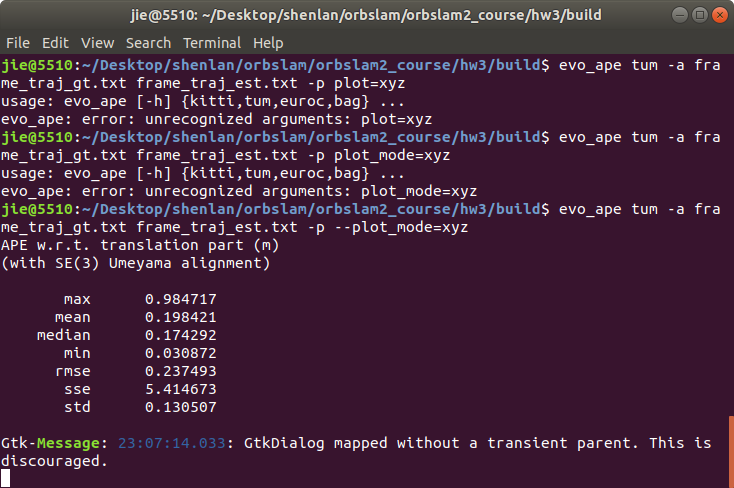 jie@5510: ~/Desktop/shenlan/orbslam/orbslam2_course/hw3/build
File Edit View Search Terminal Help
jie@5510:~/Desktop/shenlan/orbslam/orbslam2_course/hw3/build$ evo_ape tum -a fra
me_traj_gt.txt frame_traj_est.txt -p plot=xyz
usage: evo_ape [-h] {kitti,tum,euroc,bag} ...
evo_ape: error: unrecognized arguments: plot=xyz
jie@5510:~/Desktop/shenlan/orbslam/orbslam2_course/hw3/build$ evo_ape tum -a fra
me_traj_gt.txt frame_traj_est.txt -p plot_mode=xyz
usage: evo_ape [-h] {kitti,tum,euroc,bag} ...
evo_ape: error: unrecognized arguments: plot_mode=xyz
jie@5510:~/Desktop/shenlan/orbslam/orbslam2_course/hw3/build$ evo_ape tum -a fra
me_traj_gt.txt frame_traj_est.txt -p --plot_mode=xyz
APE w.r.t. translation part (m)
(with SE(3) Umeyama alignment)
max 0.984717
mean 0.198421
median 0.174292
min 0.030872
rmse 0.237493
sse 5.414673
std 0.130507
Gtk-Message: 23:07:14.033: GtkDialog mapped without a transient parent. This is
discouraged.